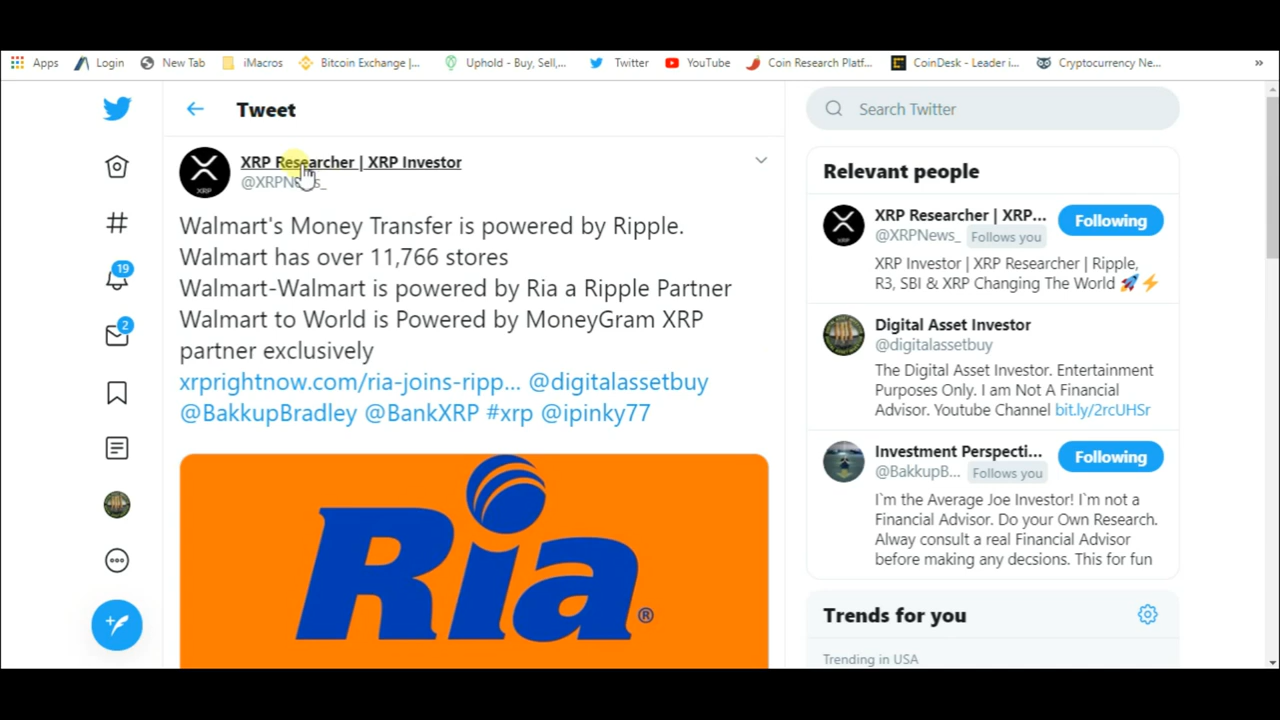 Apps Login New Tab iMacros Bitcoin Exchange |... Uphold - Buy, Sell,... Twitter YouTube Coin Research Platf... CoinDesk - Leader i... Cryptocurrency Ne... »
Tweet
XRP Researcher | XRP Investor
@XRPNews_
Walmart's Money Transfer is powered by Ripple.
Walmart has over 11,766 stores
Walmart-Walmart is powered by Ria a Ripple Partner
Walmart to World is Powered by MoneyGram XRP
partner exclusively
xrprightnow.com/ria-joins-ripp... @digitalassetbuy
@BakkupBradley @BankXRP #xrp @ipinky77
XRP
Ria®
19
2
Search Twitter
Relevant people
XRP Researcher | XRP...
@XRPNews_ Follows you
Following
XRP Investor | XRP Researcher | Ripple,
R3, SBI & XRP Changing The World 🚀⚡
Digital Asset Investor
@digitalassetbuy
The Digital Asset Investor. Entertainment
Purposes Only. I am Not A Financial
Advisor. Youtube Channel bit.ly/2rcUHSr
Investment Perspecti...
@BakkupB... Follows you
Following
I`m the Average Joe Investor! I`m not a
Financial Advisor. Do your Own Research.
Alway consult a real Financial Advisor
before making any decsions. This for fun
Trends for you
Trending in USA